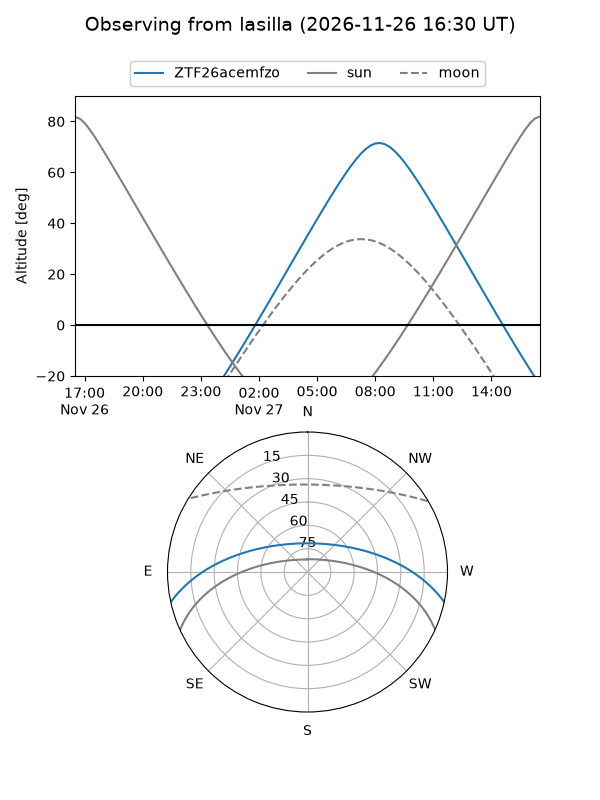 Observing from lasilla (2026-11-26 16:30 UT)
ZTF26acemfzo sun moon
Altitude [deg]
80
60
40
20
0
−20
17:00 20:00 23:00 02:00 05:00 08:00 11:00 14:00
Nov 26 Nov 27
N
NE NW
15
30
45
60
75
E W
SE SW
S